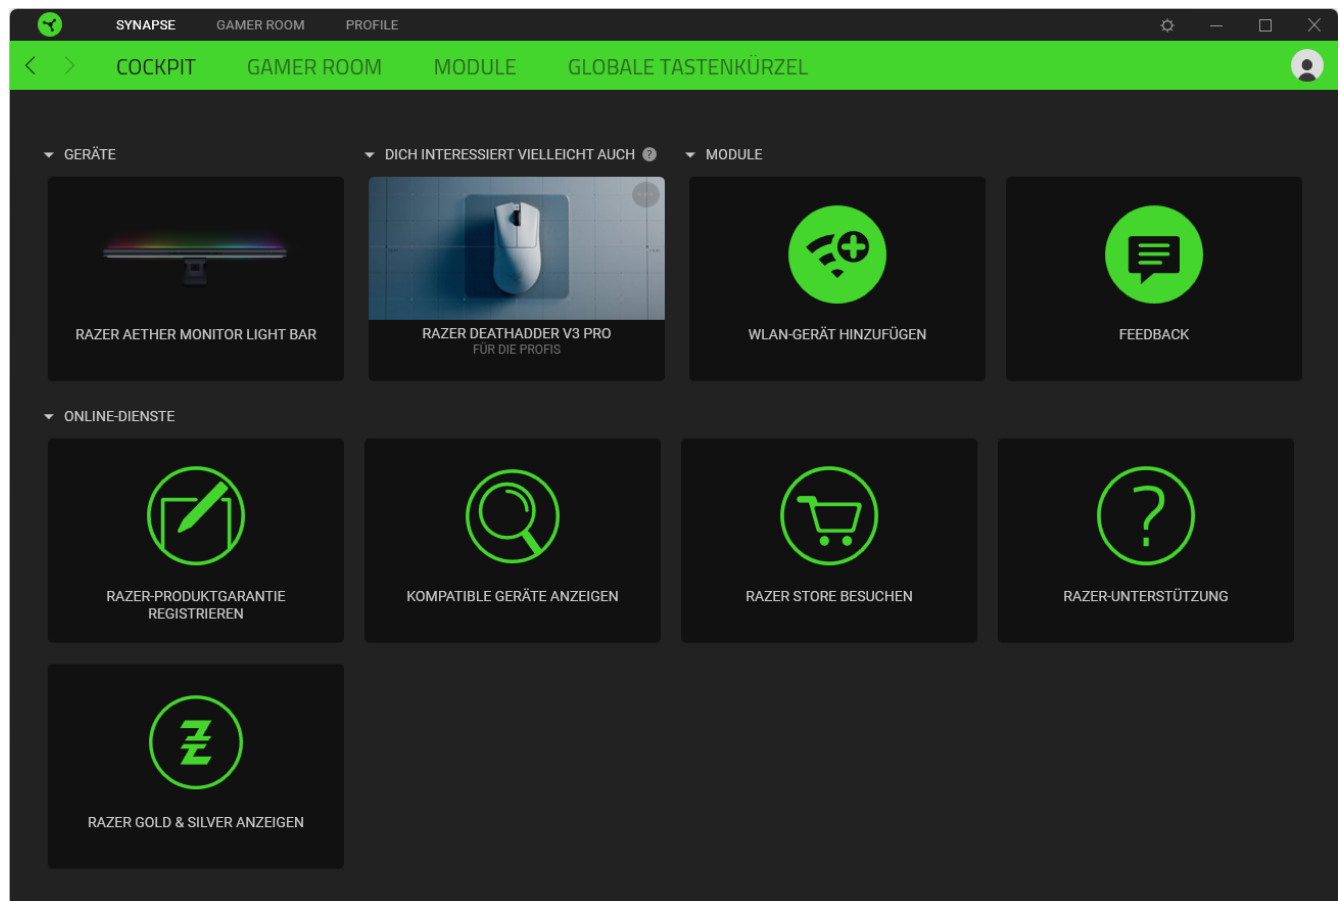 SYNAPSE GAMER ROOM PROFILE
COCKPIT GAMER ROOM MODULE GLOBALE TASTENKÜRZEL
GERÄTE
RAZER AETHER MONITOR LIGHT BAR
DICH INTERESSIERT VIELLEICHT AUCH ?
RAZER DEATHADDER V3 PRO
FÜR DIE PROFIS
MODULE
WLAN-GERÄT HINZUFÜGEN
FEEDBACK
ONLINE-DIENSTE
RAZER-PRODUKTGARANTIE
REGISTRIEREN
KOMPATIBLE GERÄTE ANZEIGEN
RAZER STORE BESUCHEN
RAZER-UNTERSTÜTZUNG
RAZER GOLD & SILVER ANZEIGEN